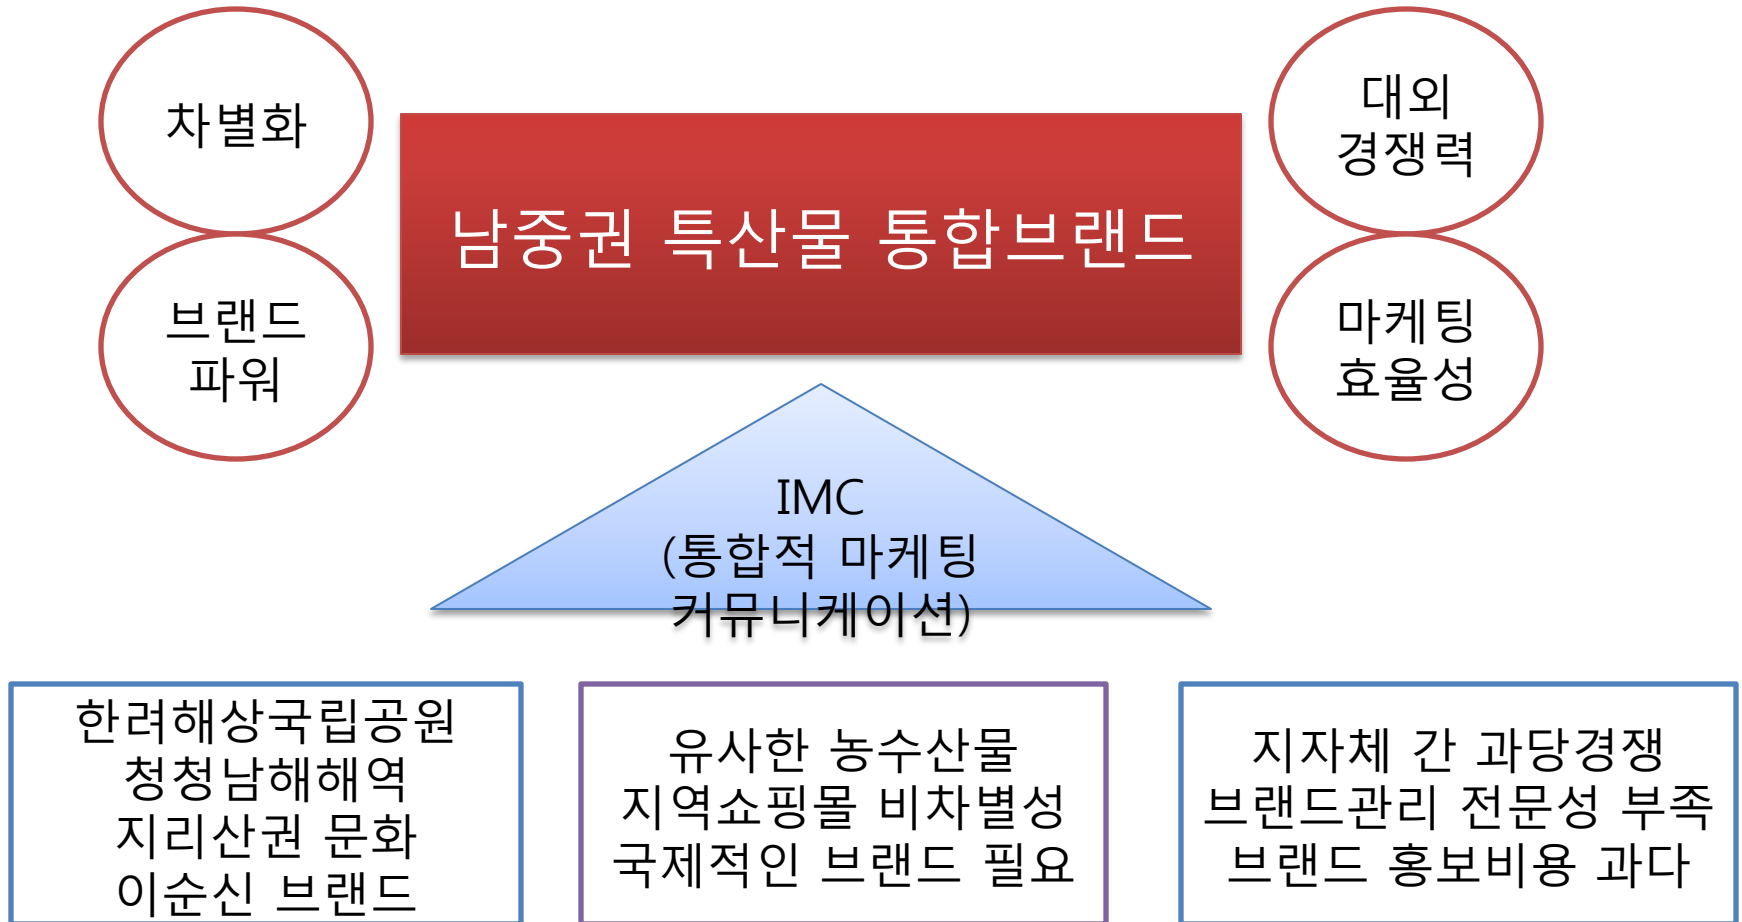 차별화
브랜드
파워
남중권 특산물 통합브랜드
대외
경쟁력
마케팅
효율성
IMC
(통합적 마케팅
커뮤니케이션)
한려해상국립공원
청청남해해역
지리산권 문화
이순신 브랜드
유사한 농수산물
지역쇼핑몰 비차별성
국제적인 브랜드 필요
지자체 간 과당경쟁
브랜드관리 전문성 부족
브랜드 홍보비용 과다